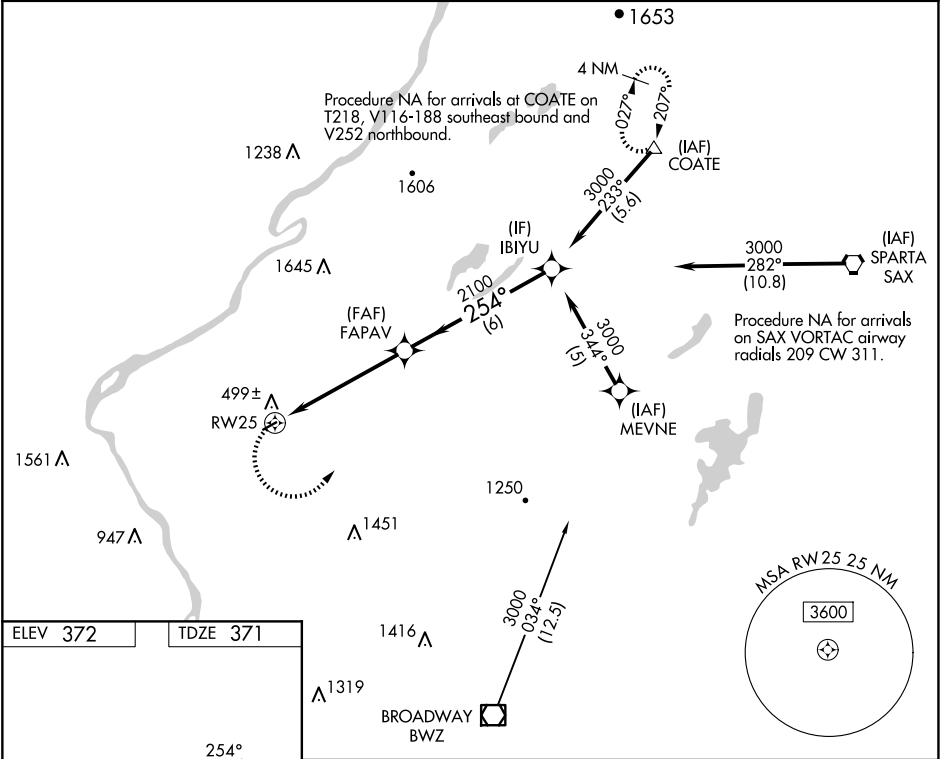 1653
4 NM
027°
207°
Procedure NA for arrivals at COATE on
T218, V116-188 southeast bound and
V252 northbound.
1238
(IAF)
COATE
1606
3000
233°
(5.6)
(IF)
IBIYU
3000
282°
(10.8)
(IAF)
SPARTA
SAX
1645
2100
254°
(6)
(FAF)
FAPAV
3000
344°
(5)
Procedure NA for arrivals
on SAX VORTAC airway
radials 209 CW 311.
499±
RW25
(IAF)
MEVNE
1561
1250
947
1451
MSA RW25 25 NM
3600
3000
034°
(12.5)
ELEV 372
TDZE 371
1416
1319
BROADWAY
BWZ
254°